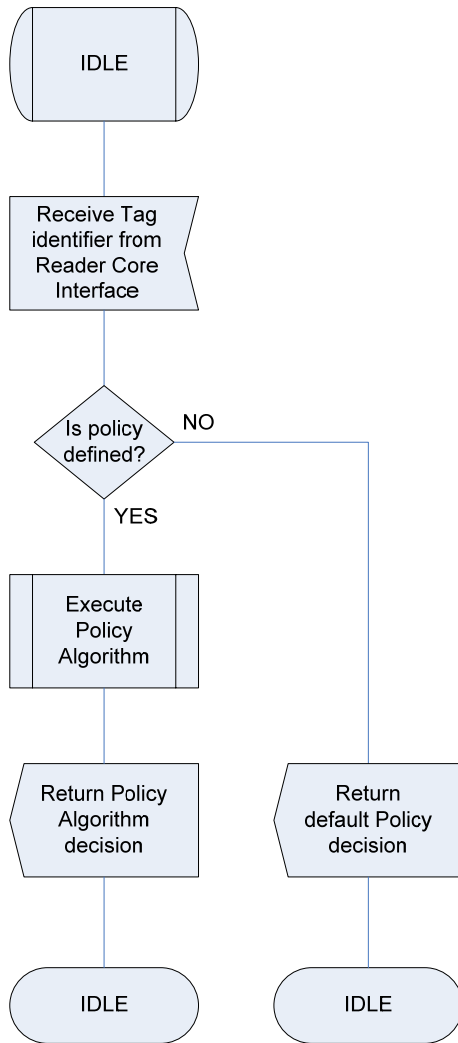 IDLE
Receive Tag
identifier from
Reader Core
Interface
Is policy
defined?
NO
YES
Execute
Policy
Algorithm
Return Policy
Algorithm
decision
Return
default Policy
decision
IDLE
IDLE